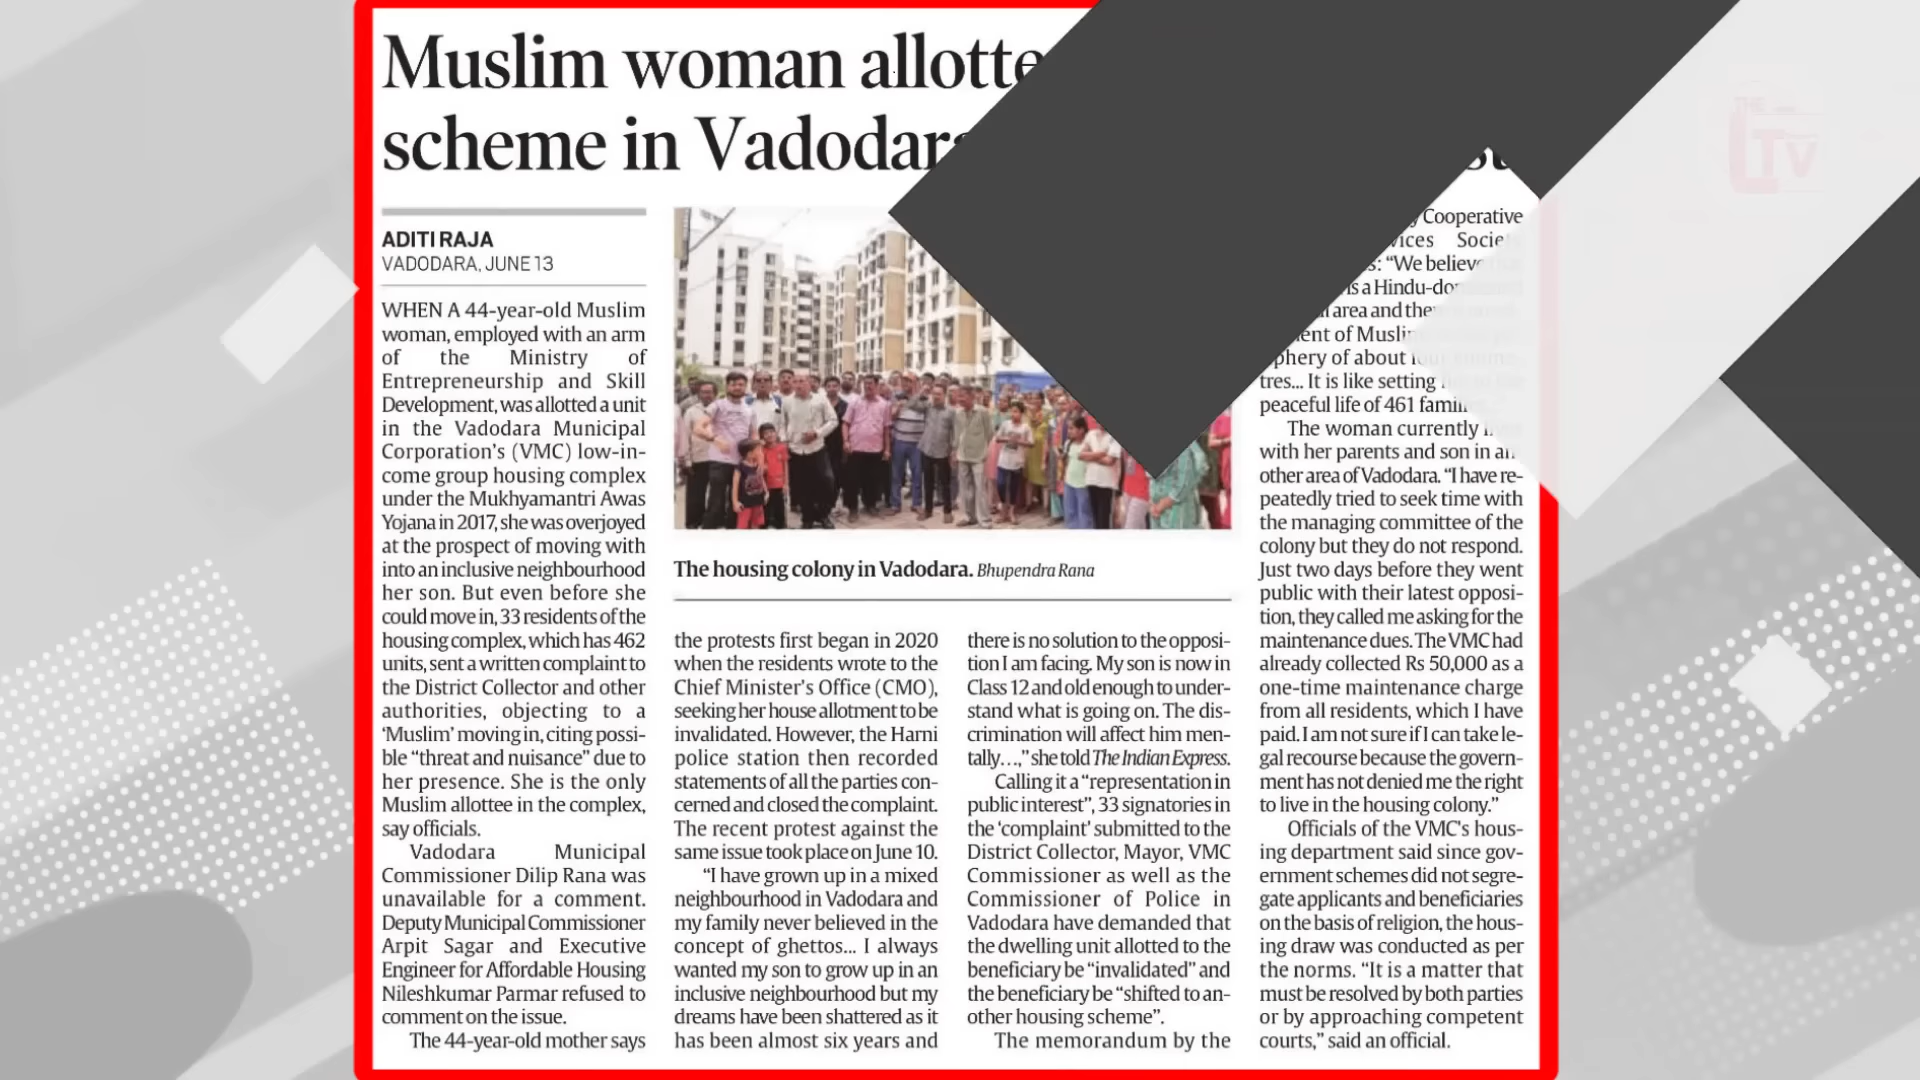 Muslim woman allotte
scheme in Vadodara
ADITI RAJA
VADODARA, JUNE 13
WHEN A 44-year-old Muslim
woman, employed with an arm
of the Ministry of
Entrepreneurship and Skill
Development, was allotted a unit
in the Vadodara Municipal
Corporation's (VMC) low-in-
come group housing complex
under the Mukhyamantri Awas
Yojana in 2017, she was overjoyed
at the prospect of moving with
into an inclusive neighbourhood
her son. But even before she
could move in, 33 residents of the
housing complex, which has 462
units, sent a written complaint to
the District Collector and other
authorities, objecting to a
‘Muslim’ moving in, citing possi-
ble “threat and nuisance” due to
her presence. She is the only
Muslim allottee in the complex,
say officials.
Vadodara Municipal
Commissioner Dilip Rana was
unavailable for a comment.
Deputy Municipal Commissioner
Arpit Sagar and Executive
Engineer for Affordable Housing
Nileshkumar Parmar refused to
comment on the issue.
The 44-year-old mother says
The housing colony in Vadodara. Bhupendra Rana
the protests first began in 2020
when the residents wrote to the
Chief Minister's Office (CMO),
seeking her house allotment to be
invalidated. However, the Harni
police station then recorded
statements of all the parties con-
cerned and closed the complaint.
The recent protest against the
same issue took place on June 10.
“I have grown up in a mixed
neighbourhood in Vadodara and
my family never believed in the
concept of ghettos... I always
wanted my son to grow up in an
inclusive neighbourhood but my
dreams have been shattered as it
has been almost six years and
there is no solution to the opposi-
tion I am facing. My son is now in
Class 12 and old enough to under-
stand what is going on. The dis-
crimination will affect him men-
tally...,” she told The Indian Express.
Calling it a “representation in
public interest”, 33 signatories in
the ‘complaint’ submitted to the
District Collector, Mayor, VMC
Commissioner as well as the
Commissioner of Police in
Vadodara have demanded that
the dwelling unit allotted to the
beneficiary be “invalidated” and
the beneficiary be “shifted to an-
other housing scheme”.
The memorandum by the
Cooperative
Societ
“We believe
is a Hindu-do
area and the
of Muslim
phery of about
tres... It is like setting
peaceful life of 461 famil
The woman currently
with her parents and son in an
other area of Vadodara. “I have re-
peatedly tried to seek time with
the managing committee of the
colony but they do not respond.
Just two days before they went
public with their latest opposi-
tion, they called me asking for the
maintenance dues. The VMC had
already collected Rs 50,000 as a
one-time maintenance charge
from all residents, which I have
paid. I am not sure if I can take le-
gal recourse because the govern-
ment has not denied me the right
to live in the housing colony.”
Officials of the VMC's hous-
ing department said since gov-
ernment schemes did not segre-
gate applicants and beneficiaries
on the basis of religion, the hous-
ing draw was conducted as per
the norms. “It is a matter that
must be resolved by both parties
or by approaching competent
courts,” said an official.
THE
TV